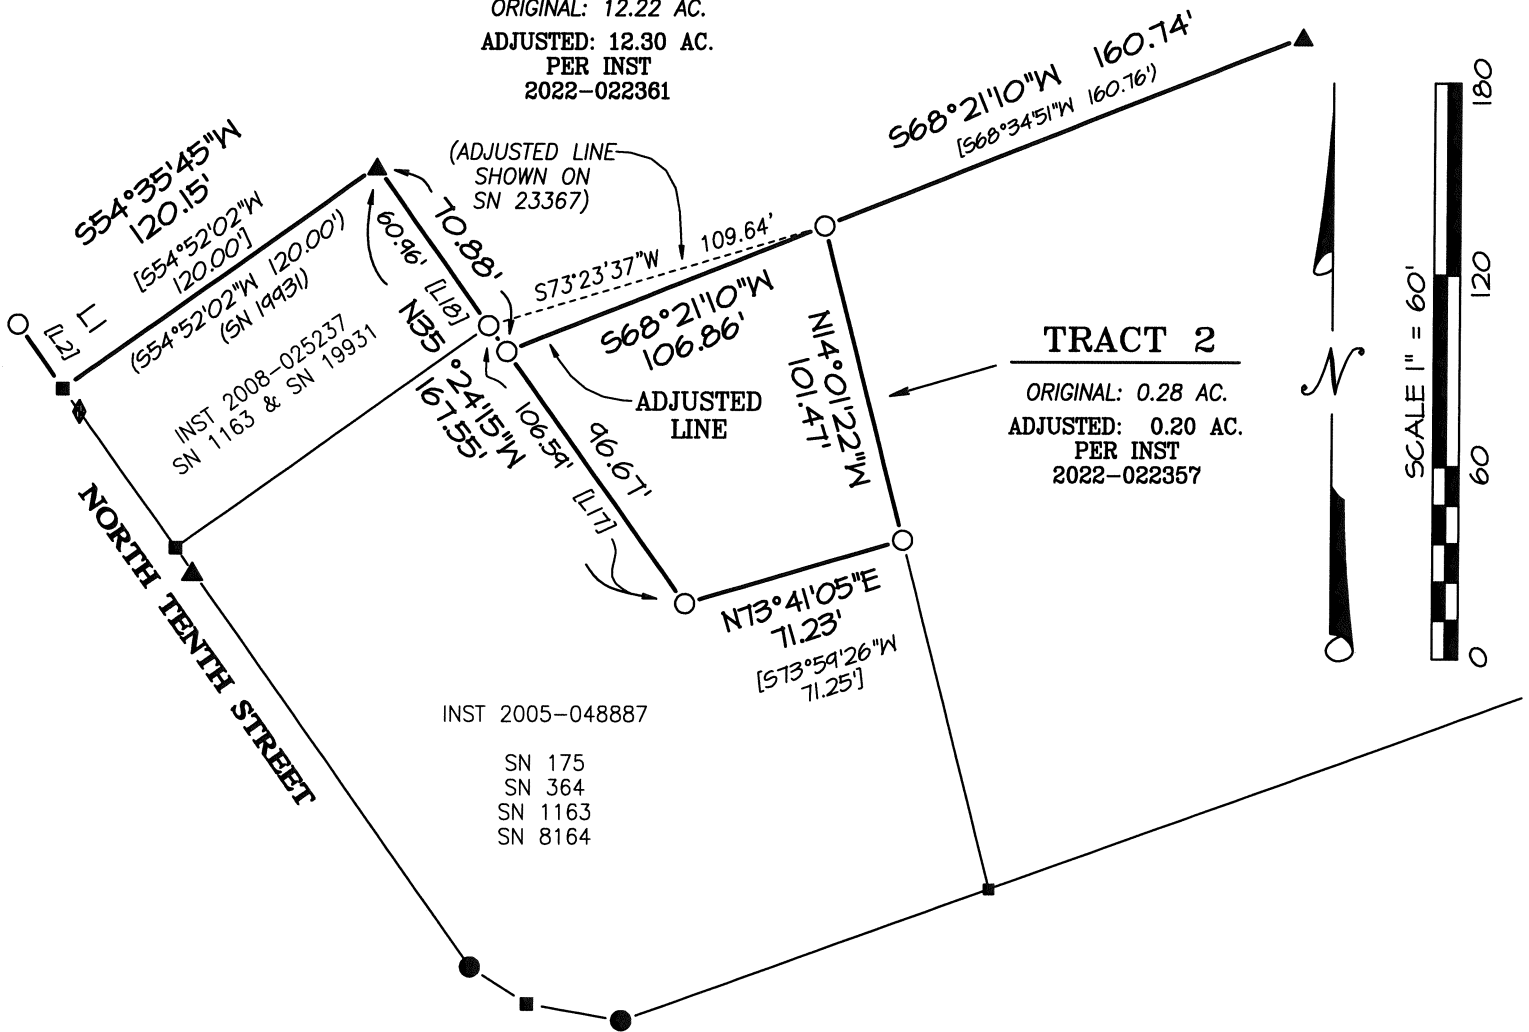 ORIGINAL: 12.22 AC.
ADJUSTED: 12.30 AC.
PER INST
2022-022361
S68°21'10"W 160.74'
[S68°34'51"W 160.76')
(ADJUSTED LINE
SHOWN ON
SN 23367)
S54°35'45"W
120.15'
[S54°52'02"W
120.00']
(S54°52'02"W 120.00')
(SN 19931)
[L2]
L1
INST 2008-025237
SN 1163 & SN 19931
70.88'
60.96' [L18]
N35°24'15"W
167.55'
S73°23'37"W 109.64'
S68°21'10"W
106.86'
ADJUSTED
LINE
106.59' [L17]
96.67'
N14°01'22"W
101.47'
TRACT 2
ORIGINAL: 0.28 AC.
ADJUSTED: 0.20 AC.
PER INST
2022-022357
N73°41'05"E
71.23'
[S73°59'26"W
71.25']
NORTH TENTH STREET
INST 2005-048887
SN 175
SN 364
SN 1163
SN 8164
N
SCALE 1" = 60'
180
120
60
0